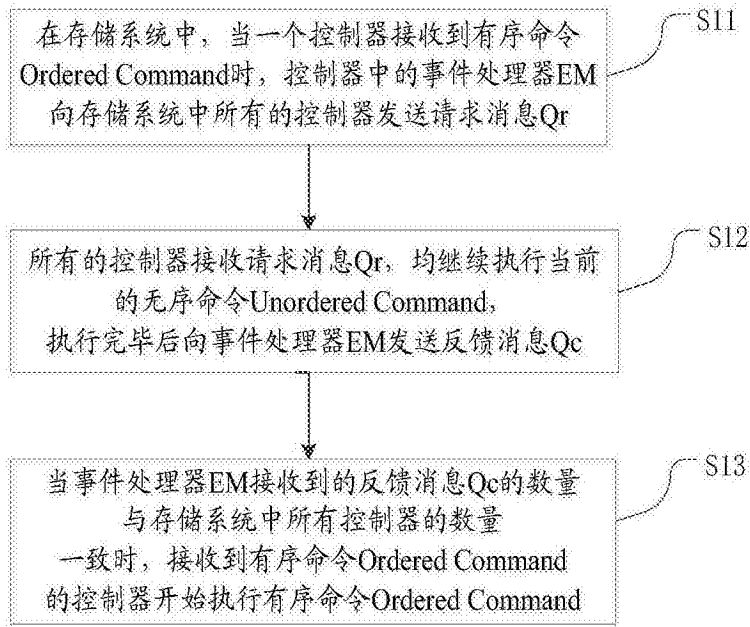 在存储系统中，当一个控制器接收到有序命令
Ordered Command时，控制器中的事件处理器EM
向存储系统中所有的控制器发送请求消息Qr
S11
所有的控制器接收请求消息Qr，均继续执行当前
的无序命令Unordered Command，
执行完毕后向事件处理器EM发送反馈消息Qc
S12
当事件处理器EM接收到的反馈消息Qc的数量
与存储系统中所有控制器的数量
一致时，接收到有序命令Ordered Command
的控制器开始执行有序命令Ordered Command
S13